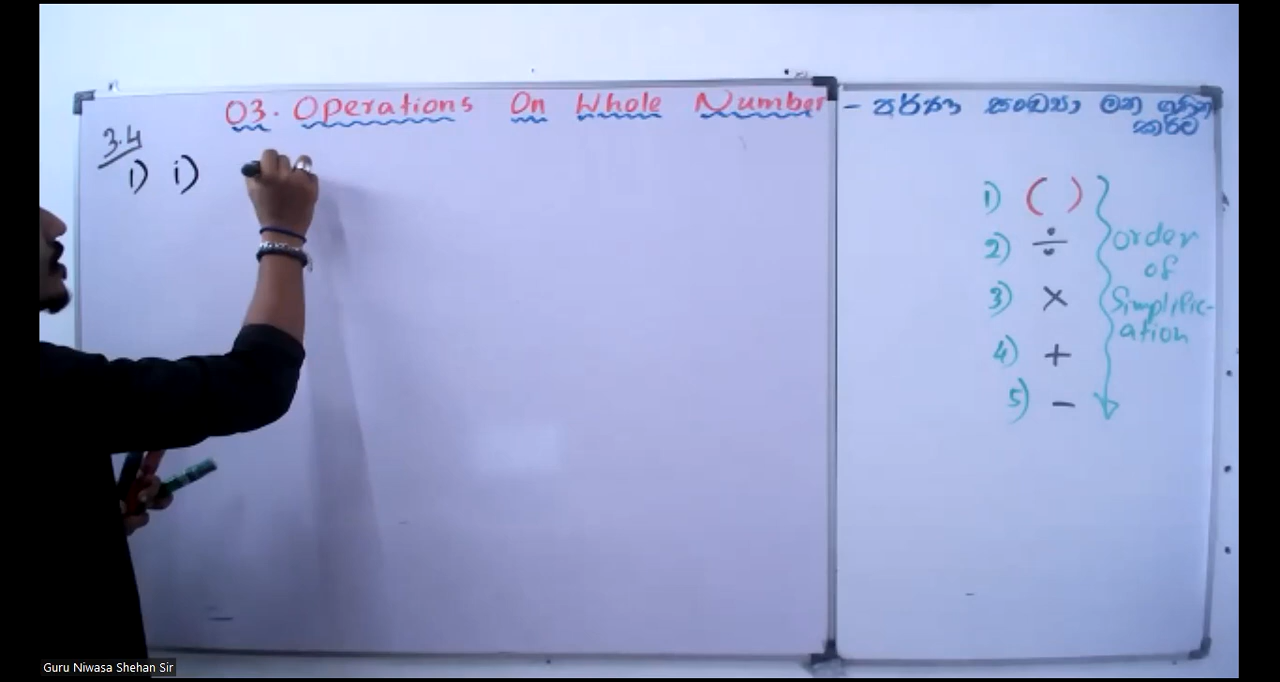 03. Operations On Whole Number - පූර්ණ සංඛ්‍යා මත ගණිත
කර්ම
3.4
1) i)
1) ( )
2) ÷
3) ×
4) +
5) -
Order
of
Simplific-
ation
Guru Niwasa Shehan Sir